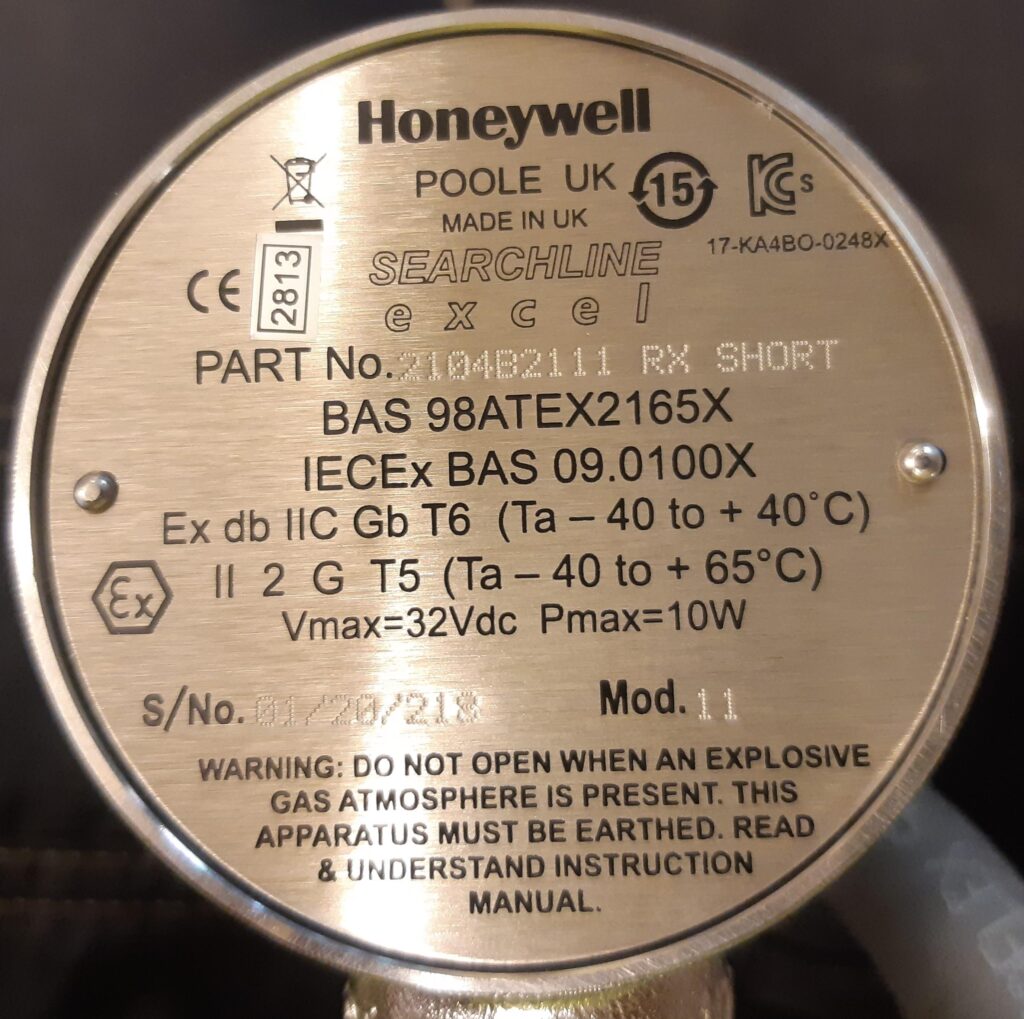 Honeywell
POOLE UK
15
S
MADE IN UK
17-KA4BO-0248X
SEARCHLINE
excel
CE
2813
PART No. 2104B2111 RX SHORT
BAS 98ATEX2165X
IECEx BAS 09.0100X
Ex db IIC Gb T6 (Ta – 40 to + 40°C)
Ex II 2 G T5 (Ta – 40 to + 65°C)
Vmax=32Vdc Pmax=10W
S/No. 01/20/218 Mod. 11
WARNING: DO NOT OPEN WHEN AN EXPLOSIVE
GAS ATMOSPHERE IS PRESENT. THIS
APPARATUS MUST BE EARTHED. READ
& UNDERSTAND INSTRUCTION
MANUAL.